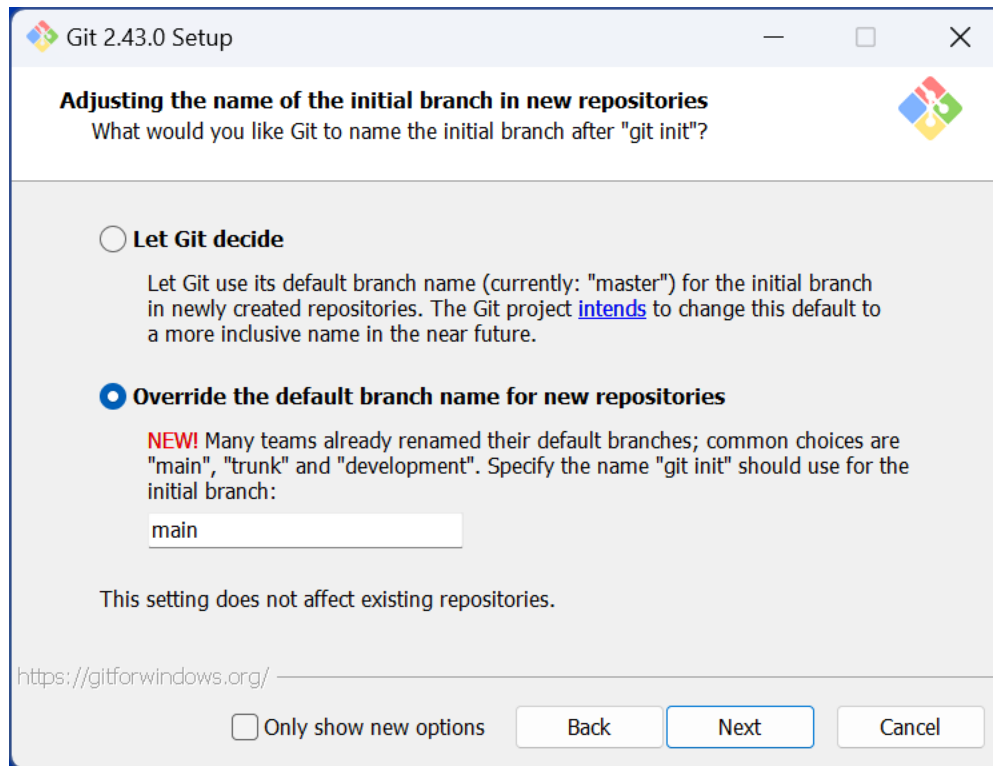 Git 2.43.0 Setup
Adjusting the name of the initial branch in new repositories
What would you like Git to name the initial branch after "git init"?
Let Git decide
Let Git use its default branch name (currently: "master") for the initial branch
in newly created repositories. The Git project intends to change this default to
a more inclusive name in the near future.
Override the default branch name for new repositories
NEW! Many teams already renamed their default branches; common choices are
"main", "trunk" and "development". Specify the name "git init" should use for the
initial branch:
main
This setting does not affect existing repositories.
https://gitforwindows.org/
Only show new options Back Next Cancel